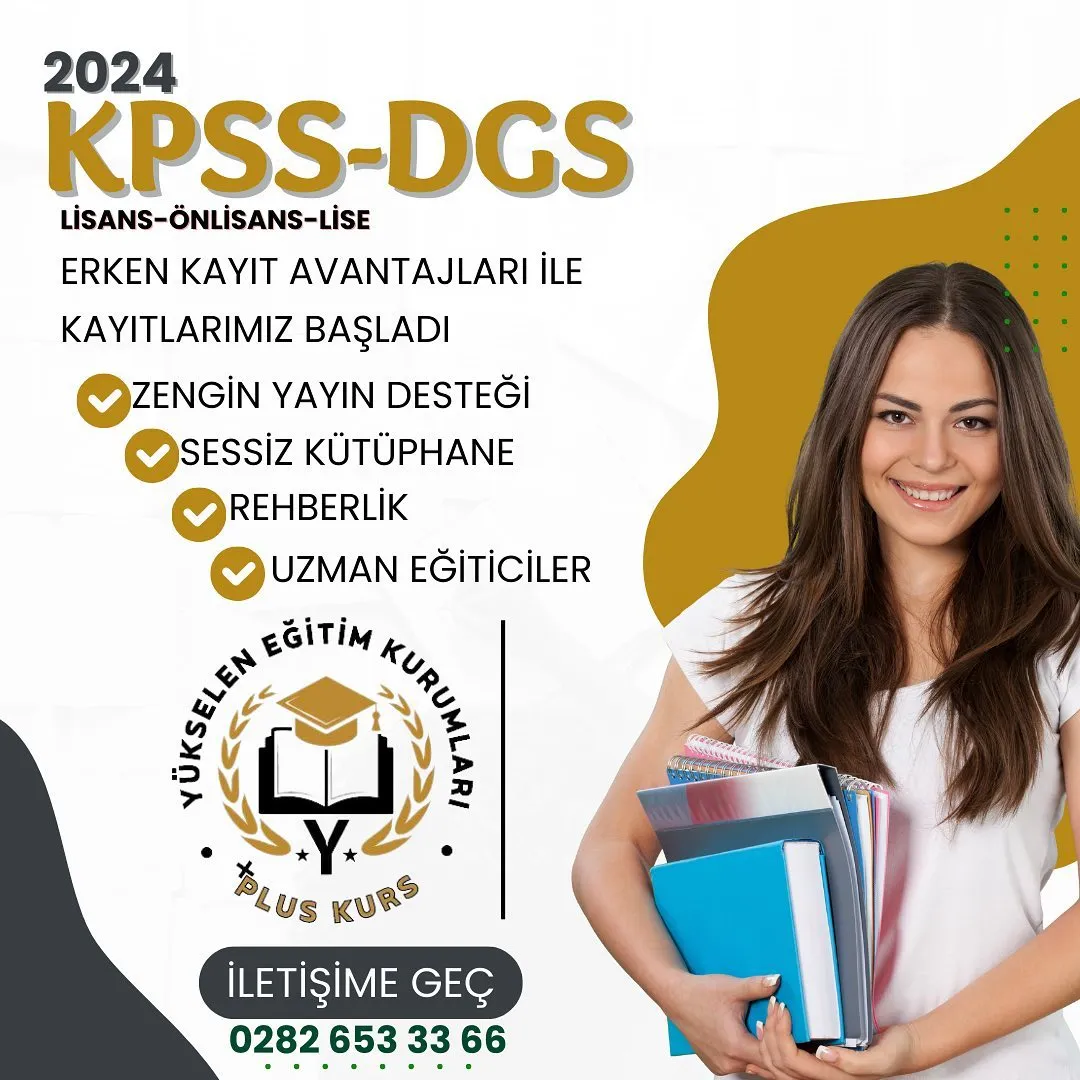 2024
KPSS-DGS
LİSANS-ÖNLİSANS-LİSE
ERKEN KAYIT AVANTAJLARI İLE
KAYITLARIMIZ BAŞLADI
ZENGİN YAYIN DESTEĞİ
SESSİZ KÜTÜPHANE
REHBERLİK
UZMAN EĞİTİCİLER
YÜKSELEN EĞİTİM KURUMLARI
Y
+PLUS KURS
İLETİŞİME GEÇ
0282 653 33 66